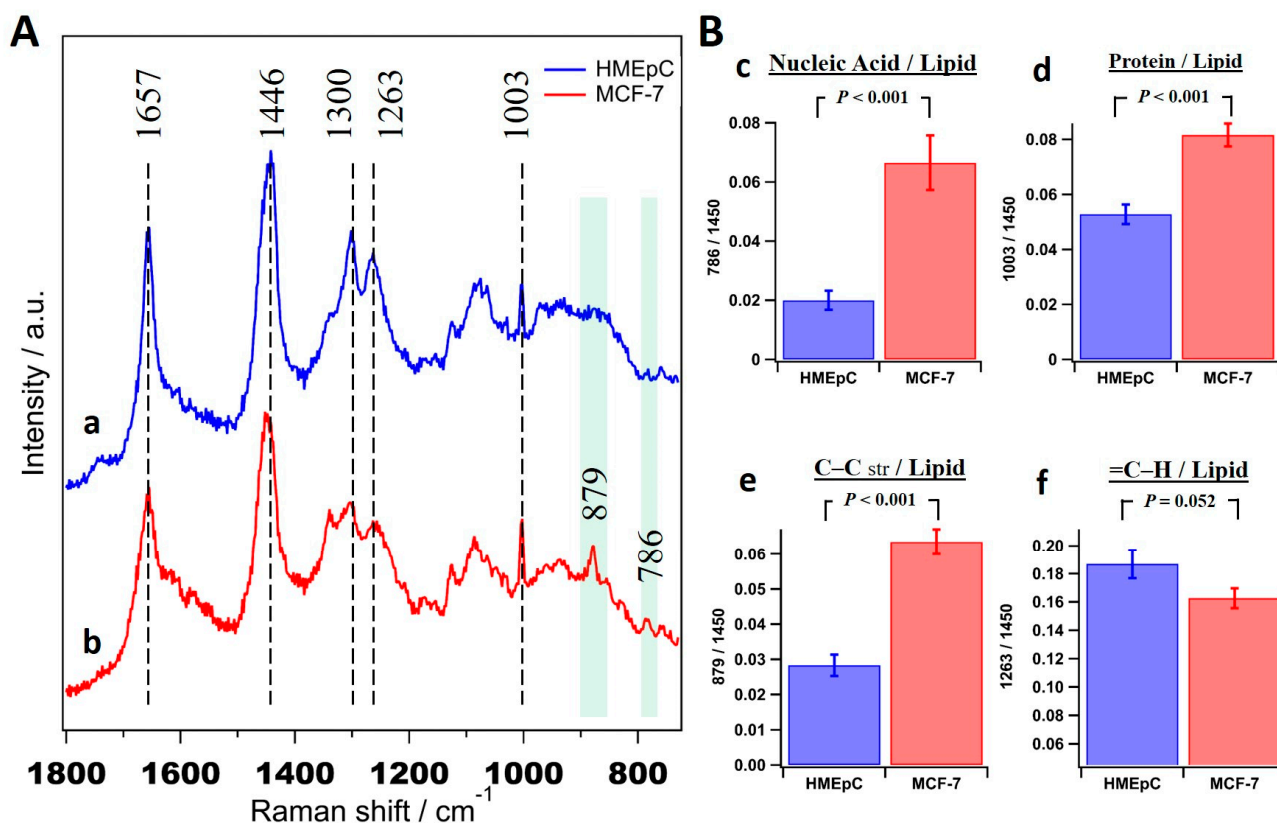 A
1657
1446
1300
1263
1003
HMEpC
MCF-7
a
b
879
786
Intensity / a.u.
1800 1600 1400 1200 1000 800
Raman shift / cm⁻¹
B
c
Nucleic Acid / Lipid
P < 0.001
0.08
0.06
0.04
0.02
0
786 / 1450
HMEpC MCF-7
d
Protein / Lipid
P < 0.001
0.08
0.06
0.04
0.02
0
1003 / 1450
HMEpC MCF-7
e
C–C str / Lipid
P < 0.001
0.06
0.05
0.04
0.03
0.02
0.01
0.00
879 / 1450
HMEpC MCF-7
f
=C–H / Lipid
P = 0.052
0.20
0.18
0.16
0.14
0.12
0.10
0.08
0.06
1263 / 1450
HMEpC MCF-7